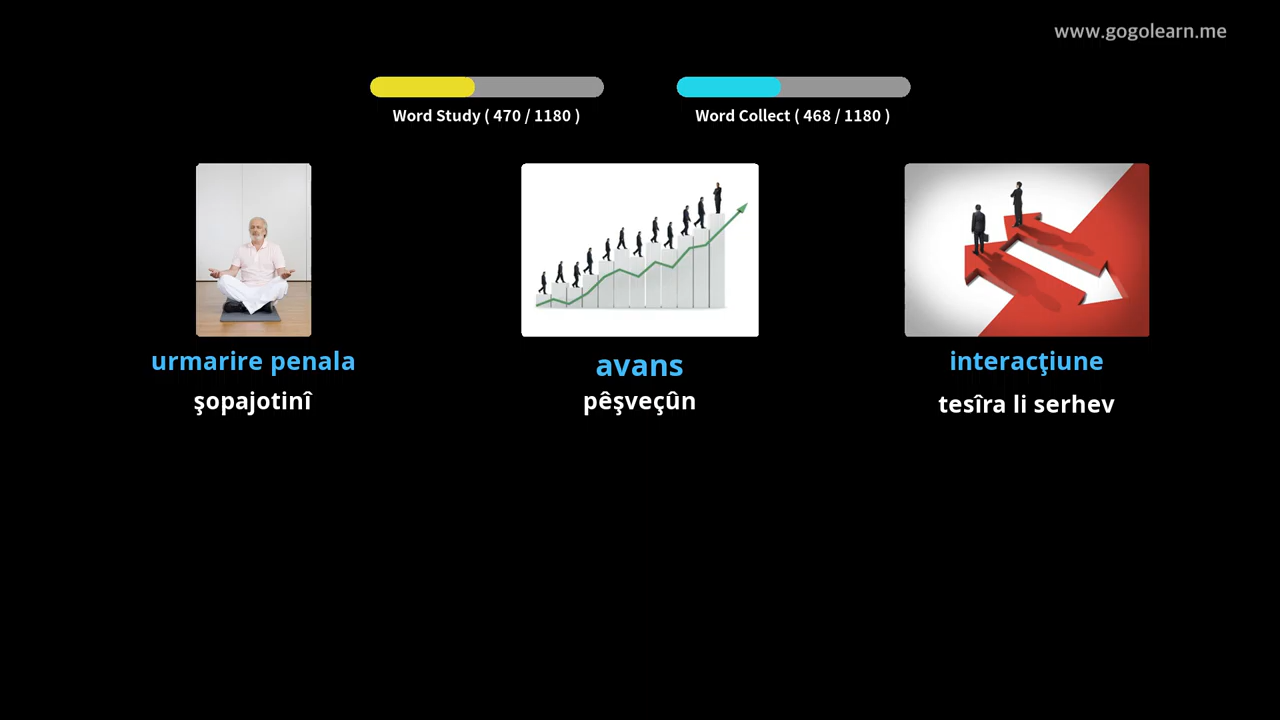 www.gogolearn.me
Word Study ( 470 / 1180 )
Word Collect ( 468 / 1180 )
urmarire penala
avans
interacţiune
şopajotinî
pêşveçûn
tesîra li serhev